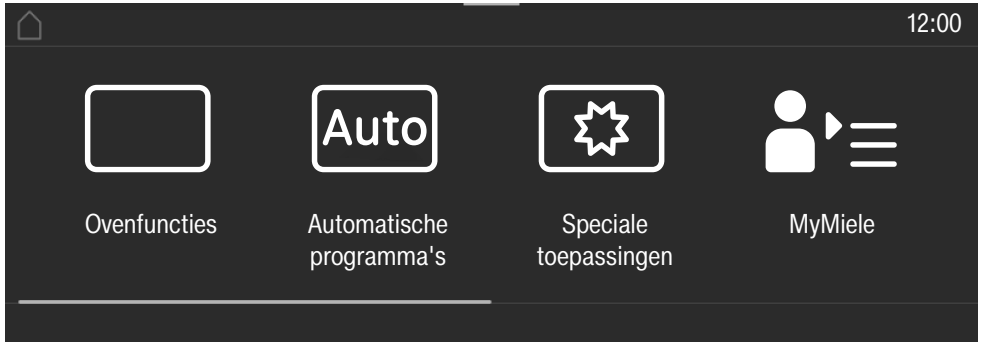 12:00
Auto
Ovenfuncties
Automatische
programma's
Speciale
toepassingen
MyMiele